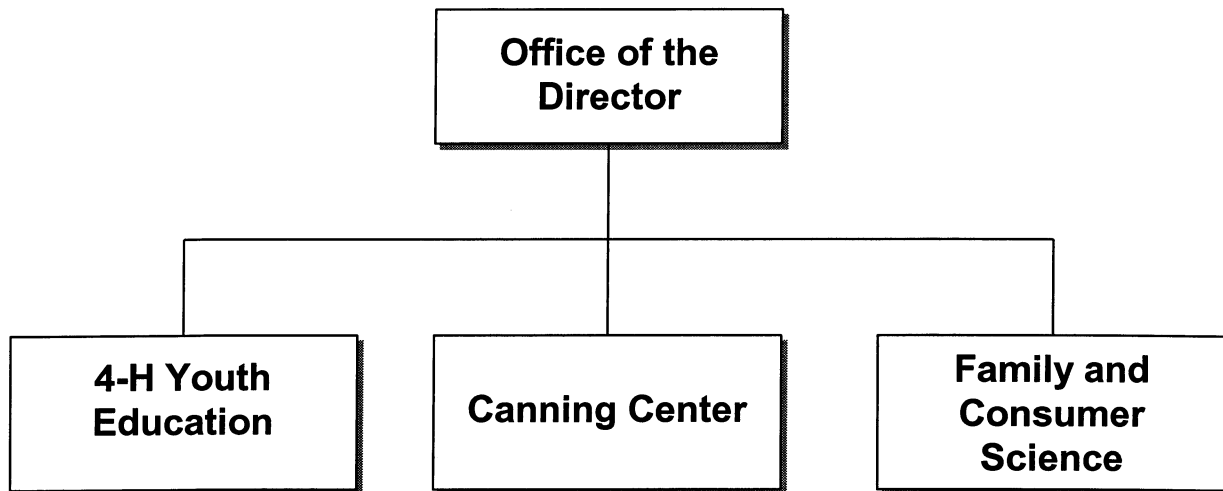 Office of the
Director
4-H Youth
Education
Canning Center
Family and
Consumer
Science